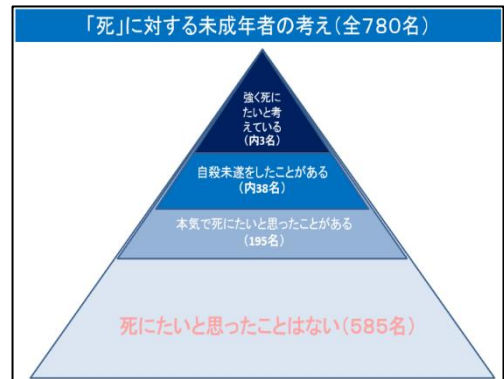 「死」に対する未成年者の考え(全780名)
強く死に
たいと考
えている
(内3名)
自殺未遂をしたことがある
(内38名)
本気で死にたいと思ったことがある
(195名)
死にたいと思ったことはない(585名)